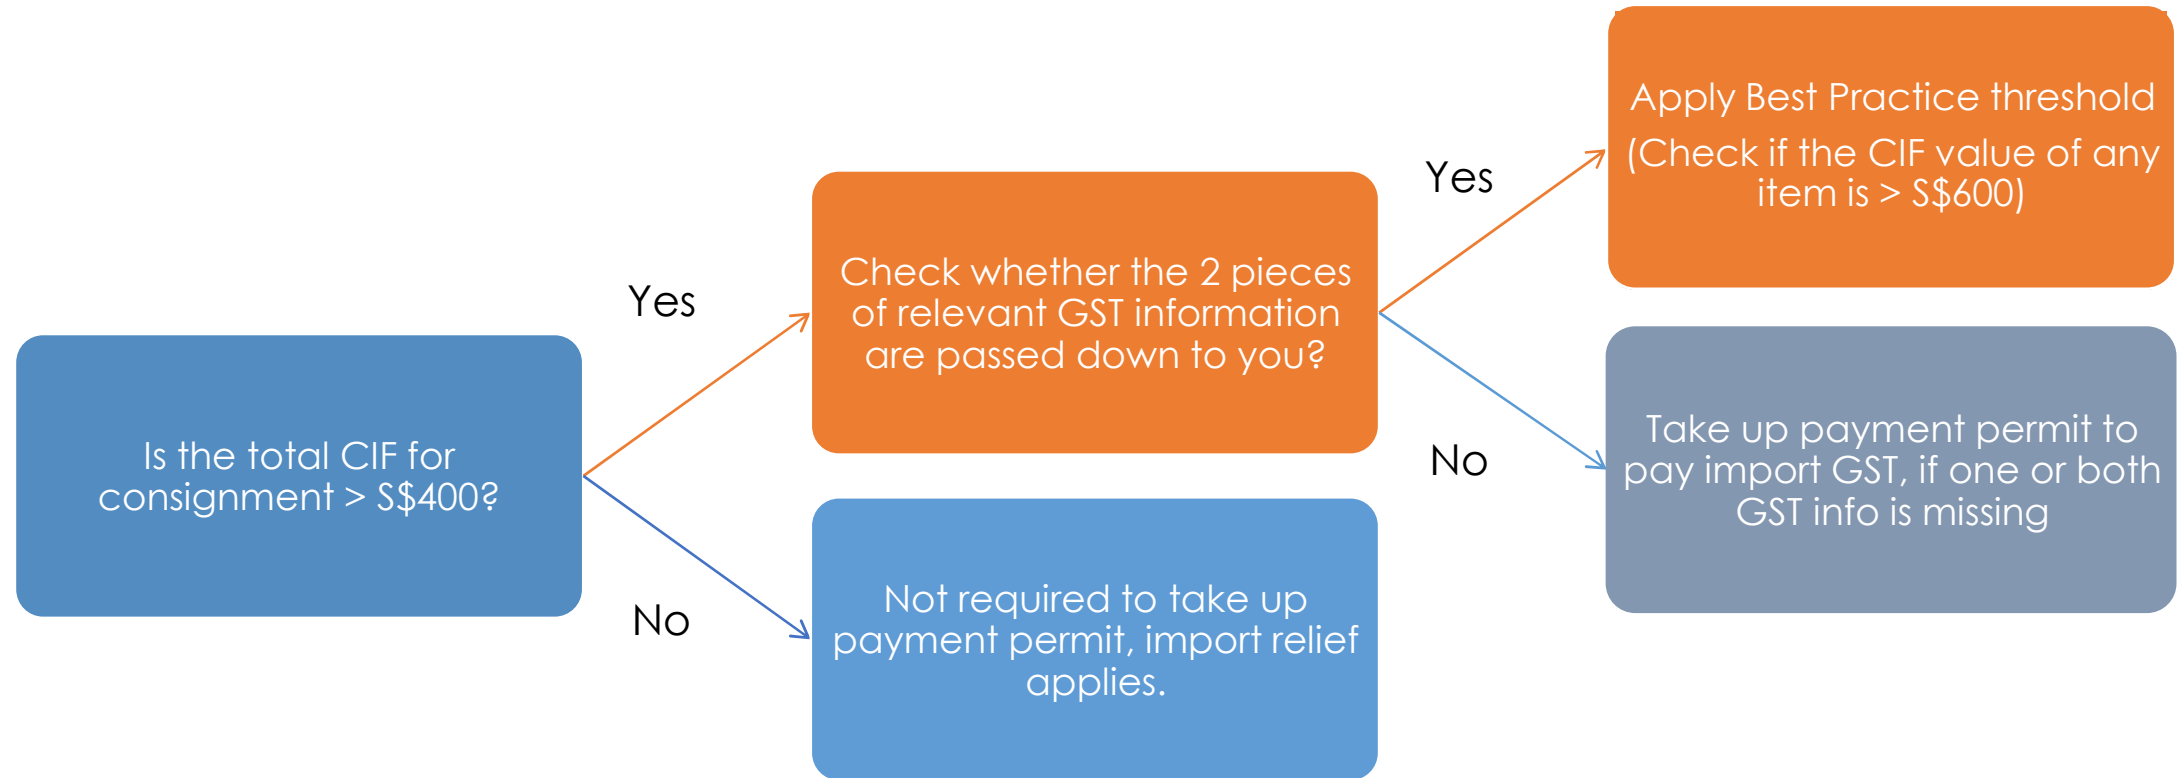 Is the total CIF for
consignment > S$400?
Yes
No
Check whether the 2 pieces
of relevant GST information
are passed down to you?
Not required to take up
payment permit, import relief
applies.
Yes
No
Apply Best Practice threshold
(Check if the CIF value of any
item is > S$600)
Take up payment permit to
pay import GST, if one or both
GST info is missing